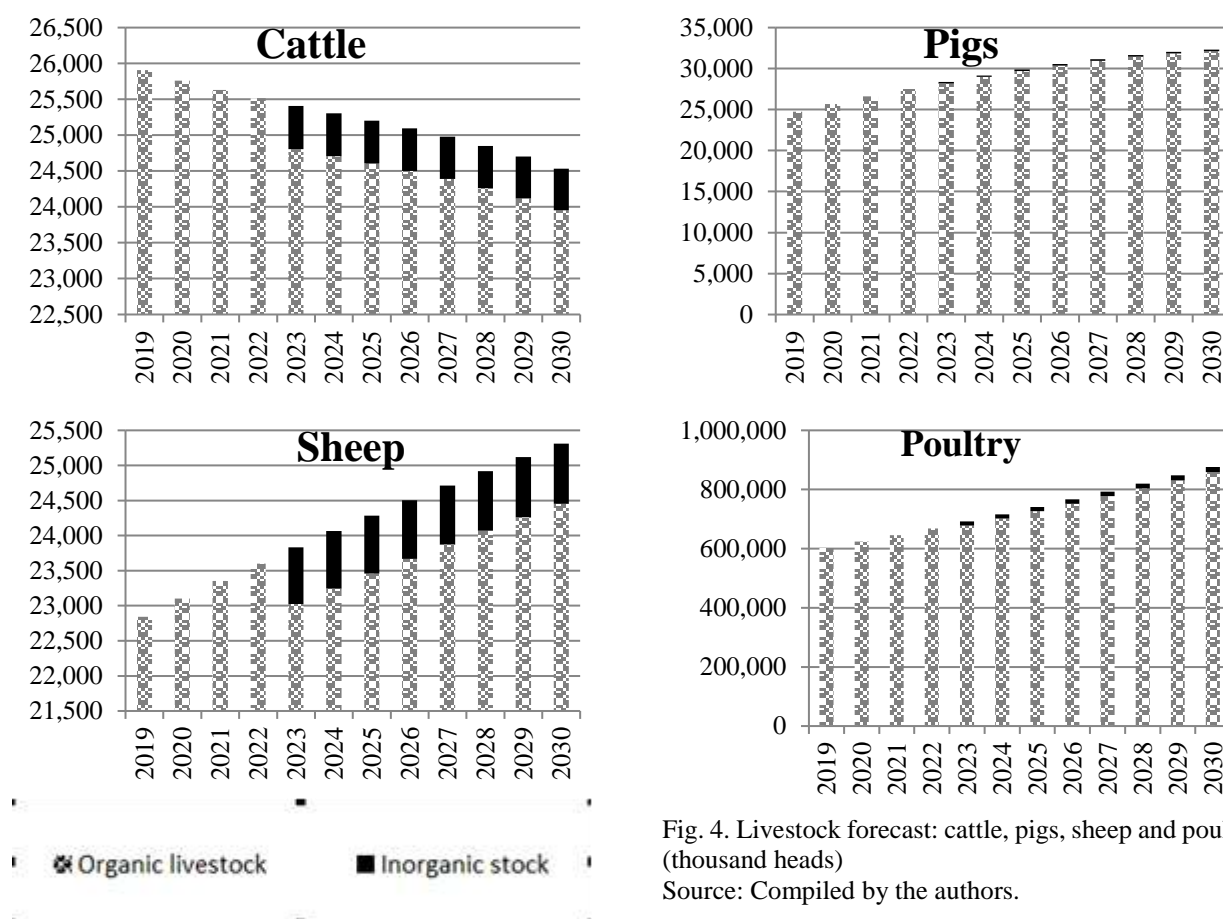 Cattle
26,500
26,000
25,500
25,000
24,500
24,000
23,500
23,000
22,500
2019 2020 2021 2022 2023 2024 2025 2026 2027 2028 2029 2030
Pigs
35,000
30,000
25,000
20,000
15,000
10,000
5,000
0
2019 2020 2021 2022 2023 2024 2025 2026 2027 2028 2029 2030
Sheep
25,500
25,000
24,500
24,000
23,500
23,000
22,500
22,000
21,500
2019 2020 2021 2022 2023 2024 2025 2026 2027 2028 2029 2030
Poultry
1,000,000
800,000
600,000
400,000
200,000
0
2019 2020 2021 2022 2023 2024 2025 2026 2027 2028 2029 2030
Organic livestock Inorganic stock
Fig. 4. Livestock forecast: cattle, pigs, sheep and poul
(thousand heads)
Source: Compiled by the authors.